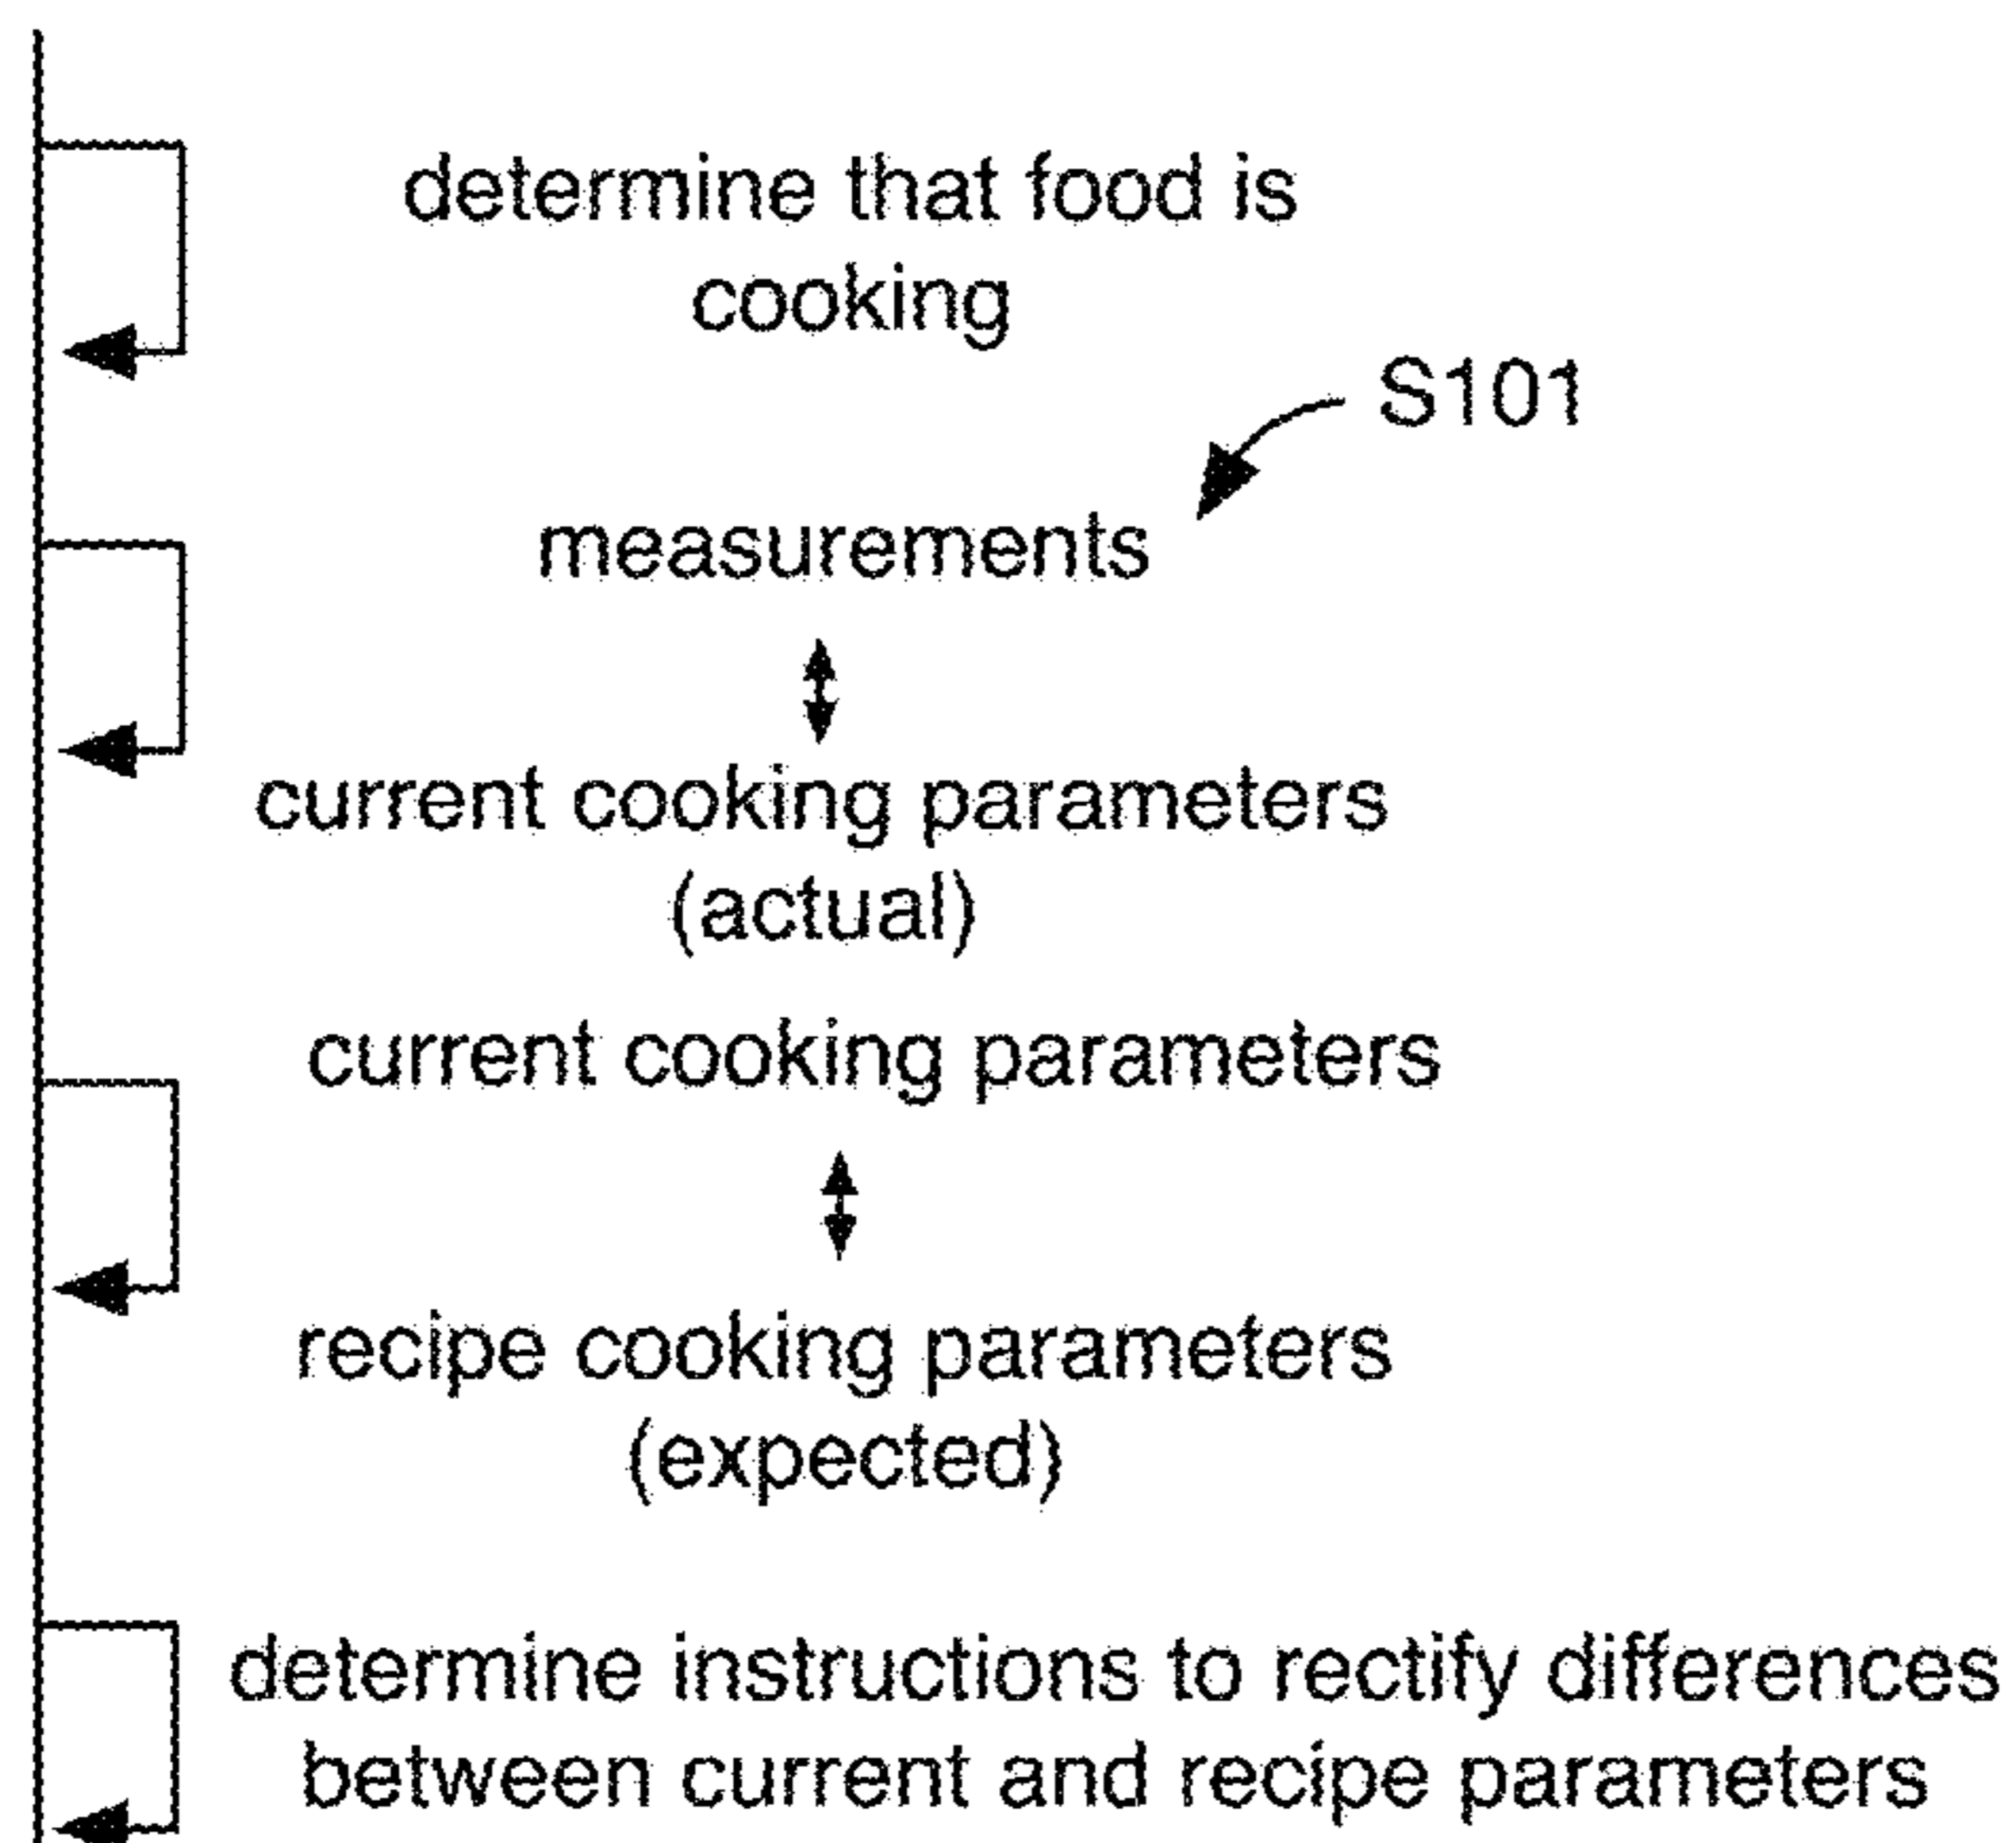 determine that food is
cooking
S101
measurements
current cooking parameters
(actual)
current cooking parameters
recipe cooking parameters
(expected)
determine instructions to rectify differences
between current and recipe parameters